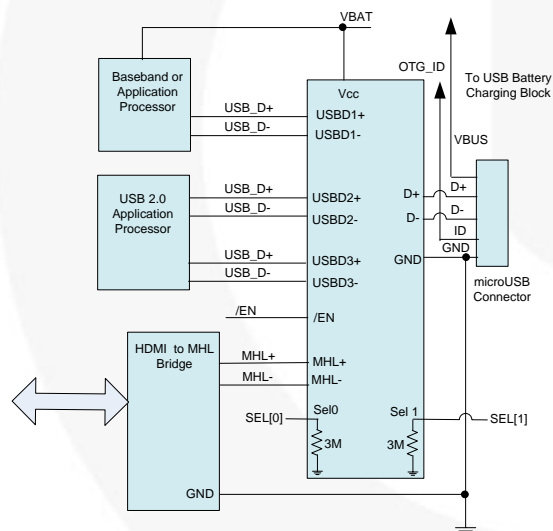 VBAT
Baseband or
Application
Processor
OTG_ID
To USB Battery
Charging Block
Vcc
USB_D+
USBD1+
USB_D-
USBD1-
VBUS
USB 2.0
Application
Processor
USB_D+
USBD2+
D+
D+
USB_D-
USBD2-
D-
D-
ID
USB_D+
USBD3+
GND
GND
USB_D-
USBD3-
microUSB
Connector
/EN
/EN
HDMI to MHL
Bridge
MHL+
MHL+
MHL-
MHL-
SEL[0]
Sel0
Sel 1
SEL[1]
3M
3M
GND